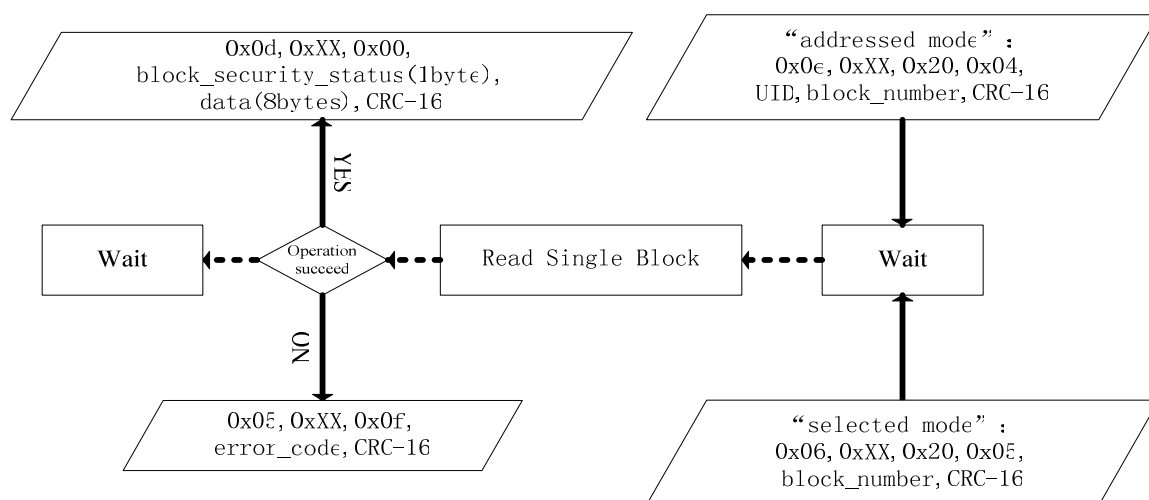 0x0d, 0xXX, 0x00,
block_security_status(1byte),
data(8bytes), CRC-16
“addressed mode” :
0x0e, 0xXX, 0x20, 0x04,
UID, block_number, CRC-16
YES
Wait
Operation
succeed
Read Single Block
Wait
ON
0x05, 0xXX, 0x0f,
error_code, CRC-16
“selected mode” :
0x06, 0xXX, 0x20, 0x05,
block_number, CRC-16